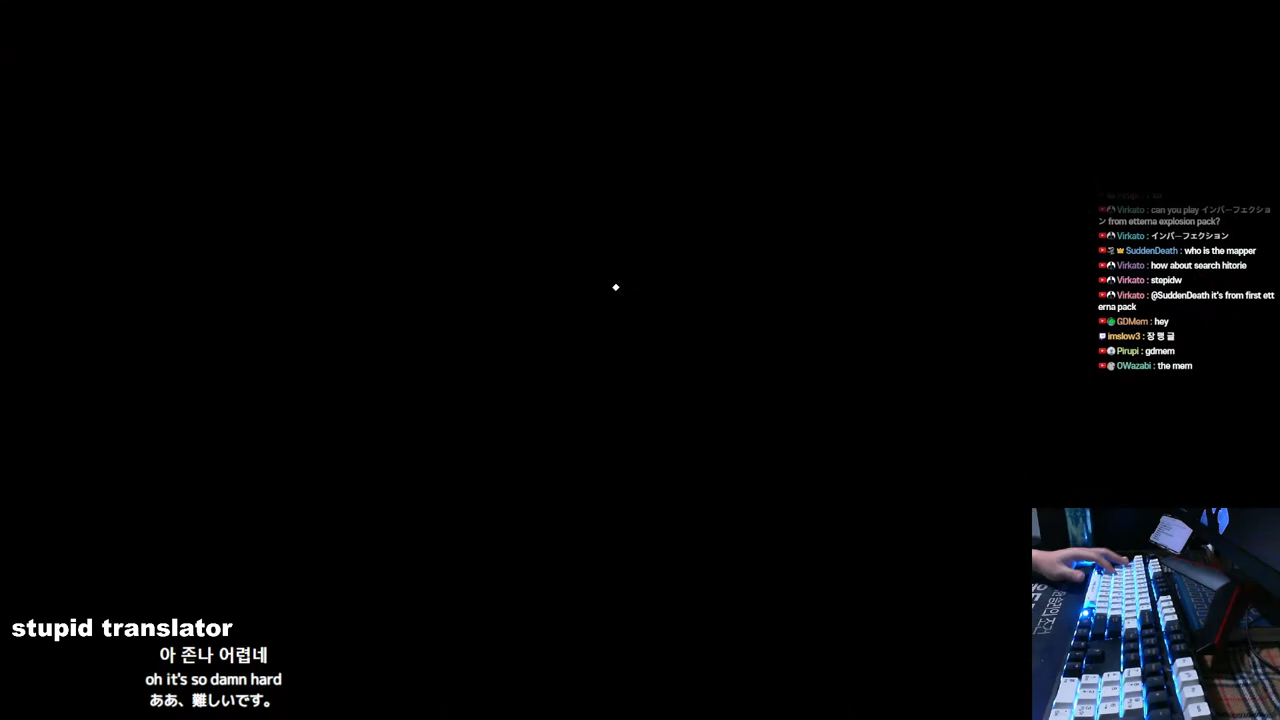 Virkato : can you play インパーフェクショ
ン from etterna explosion pack?
Virkato : インパーフェクション
SuddenDeath : who is the mapper
Virkato : how about search hitorie
Virkato : stepidw
Virkato : @SuddenDeath it's from first ett
erna pack
GDMem : hey
imslow3 : 장 맹 글
Pirupi : gdmem
OWazabi : the mem
stupid translator
아 존나 어렵네
oh it's so damn hard
ああ、難しいです。